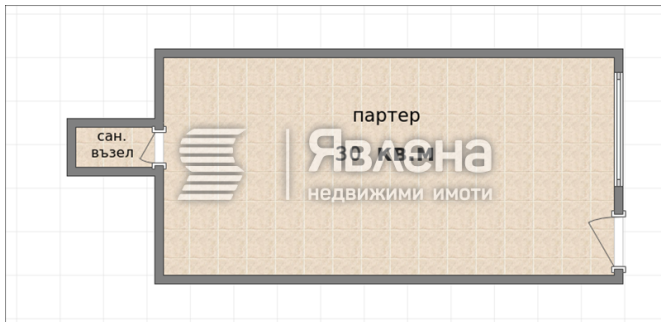 партер
сан.
възел
30 кв.м
Явлена
недвижими имоти